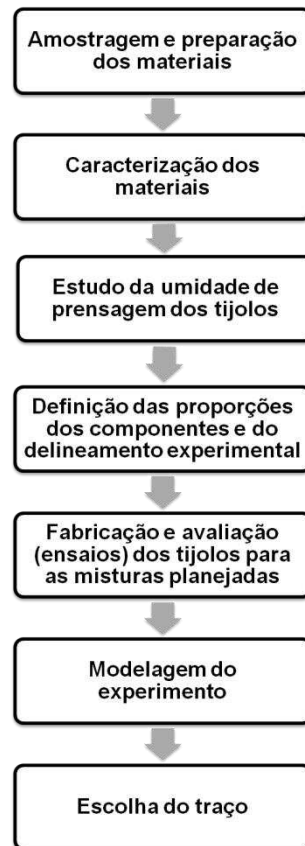 Amostragem e preparação
dos materiais
Caracterização dos
materiais
Estudo da umidade de
prensagem dos tijolos
Definição das proporções
dos componentes e do
delineamento experimental
Fabricação e avaliação
(ensaios) dos tijolos para
as misturas planejadas
Modelagem do
experimento
Escolha do traço